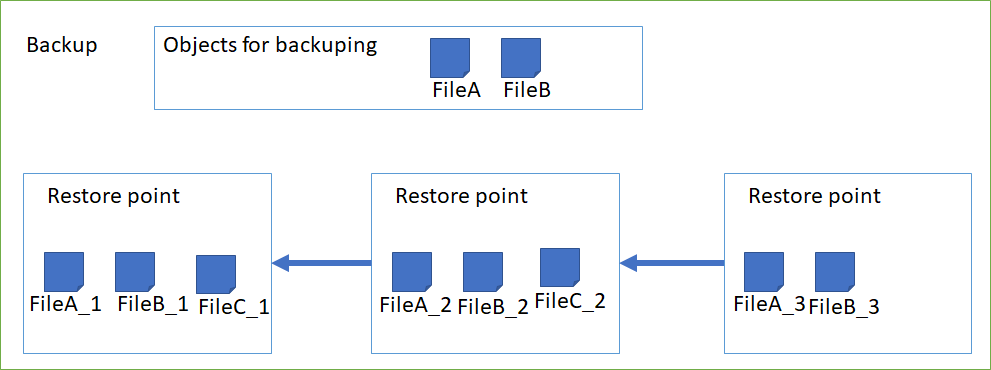 Backup
Objects for backuping
FileA
FileB
Restore point
FileA_1
FileB_1
FileC_1
Restore point
FileA_2
FileB_2
FileC_2
Restore point
FileA_3
FileB_3